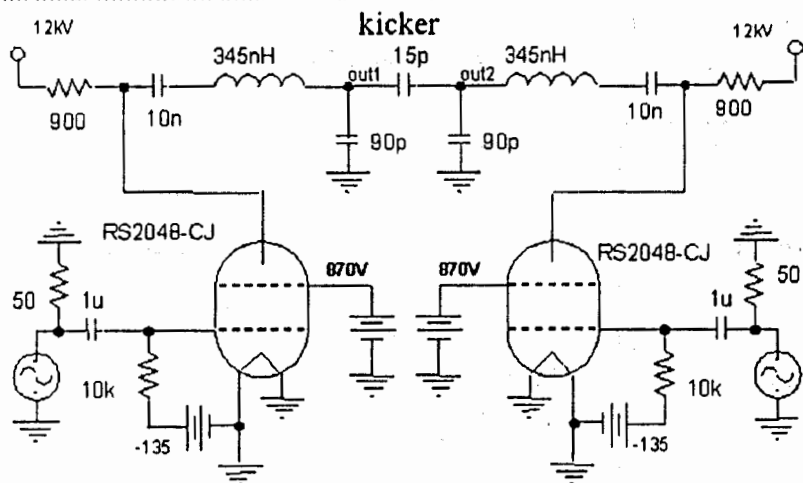 kicker
12kV
345nH
15p
345nH
12kV
out1
out2
900
10n
10n
900
90p
90p
RS2048-CJ
870V
870V
RS2048-CJ
50
1u
1u
50
10k
10k
-135
-135